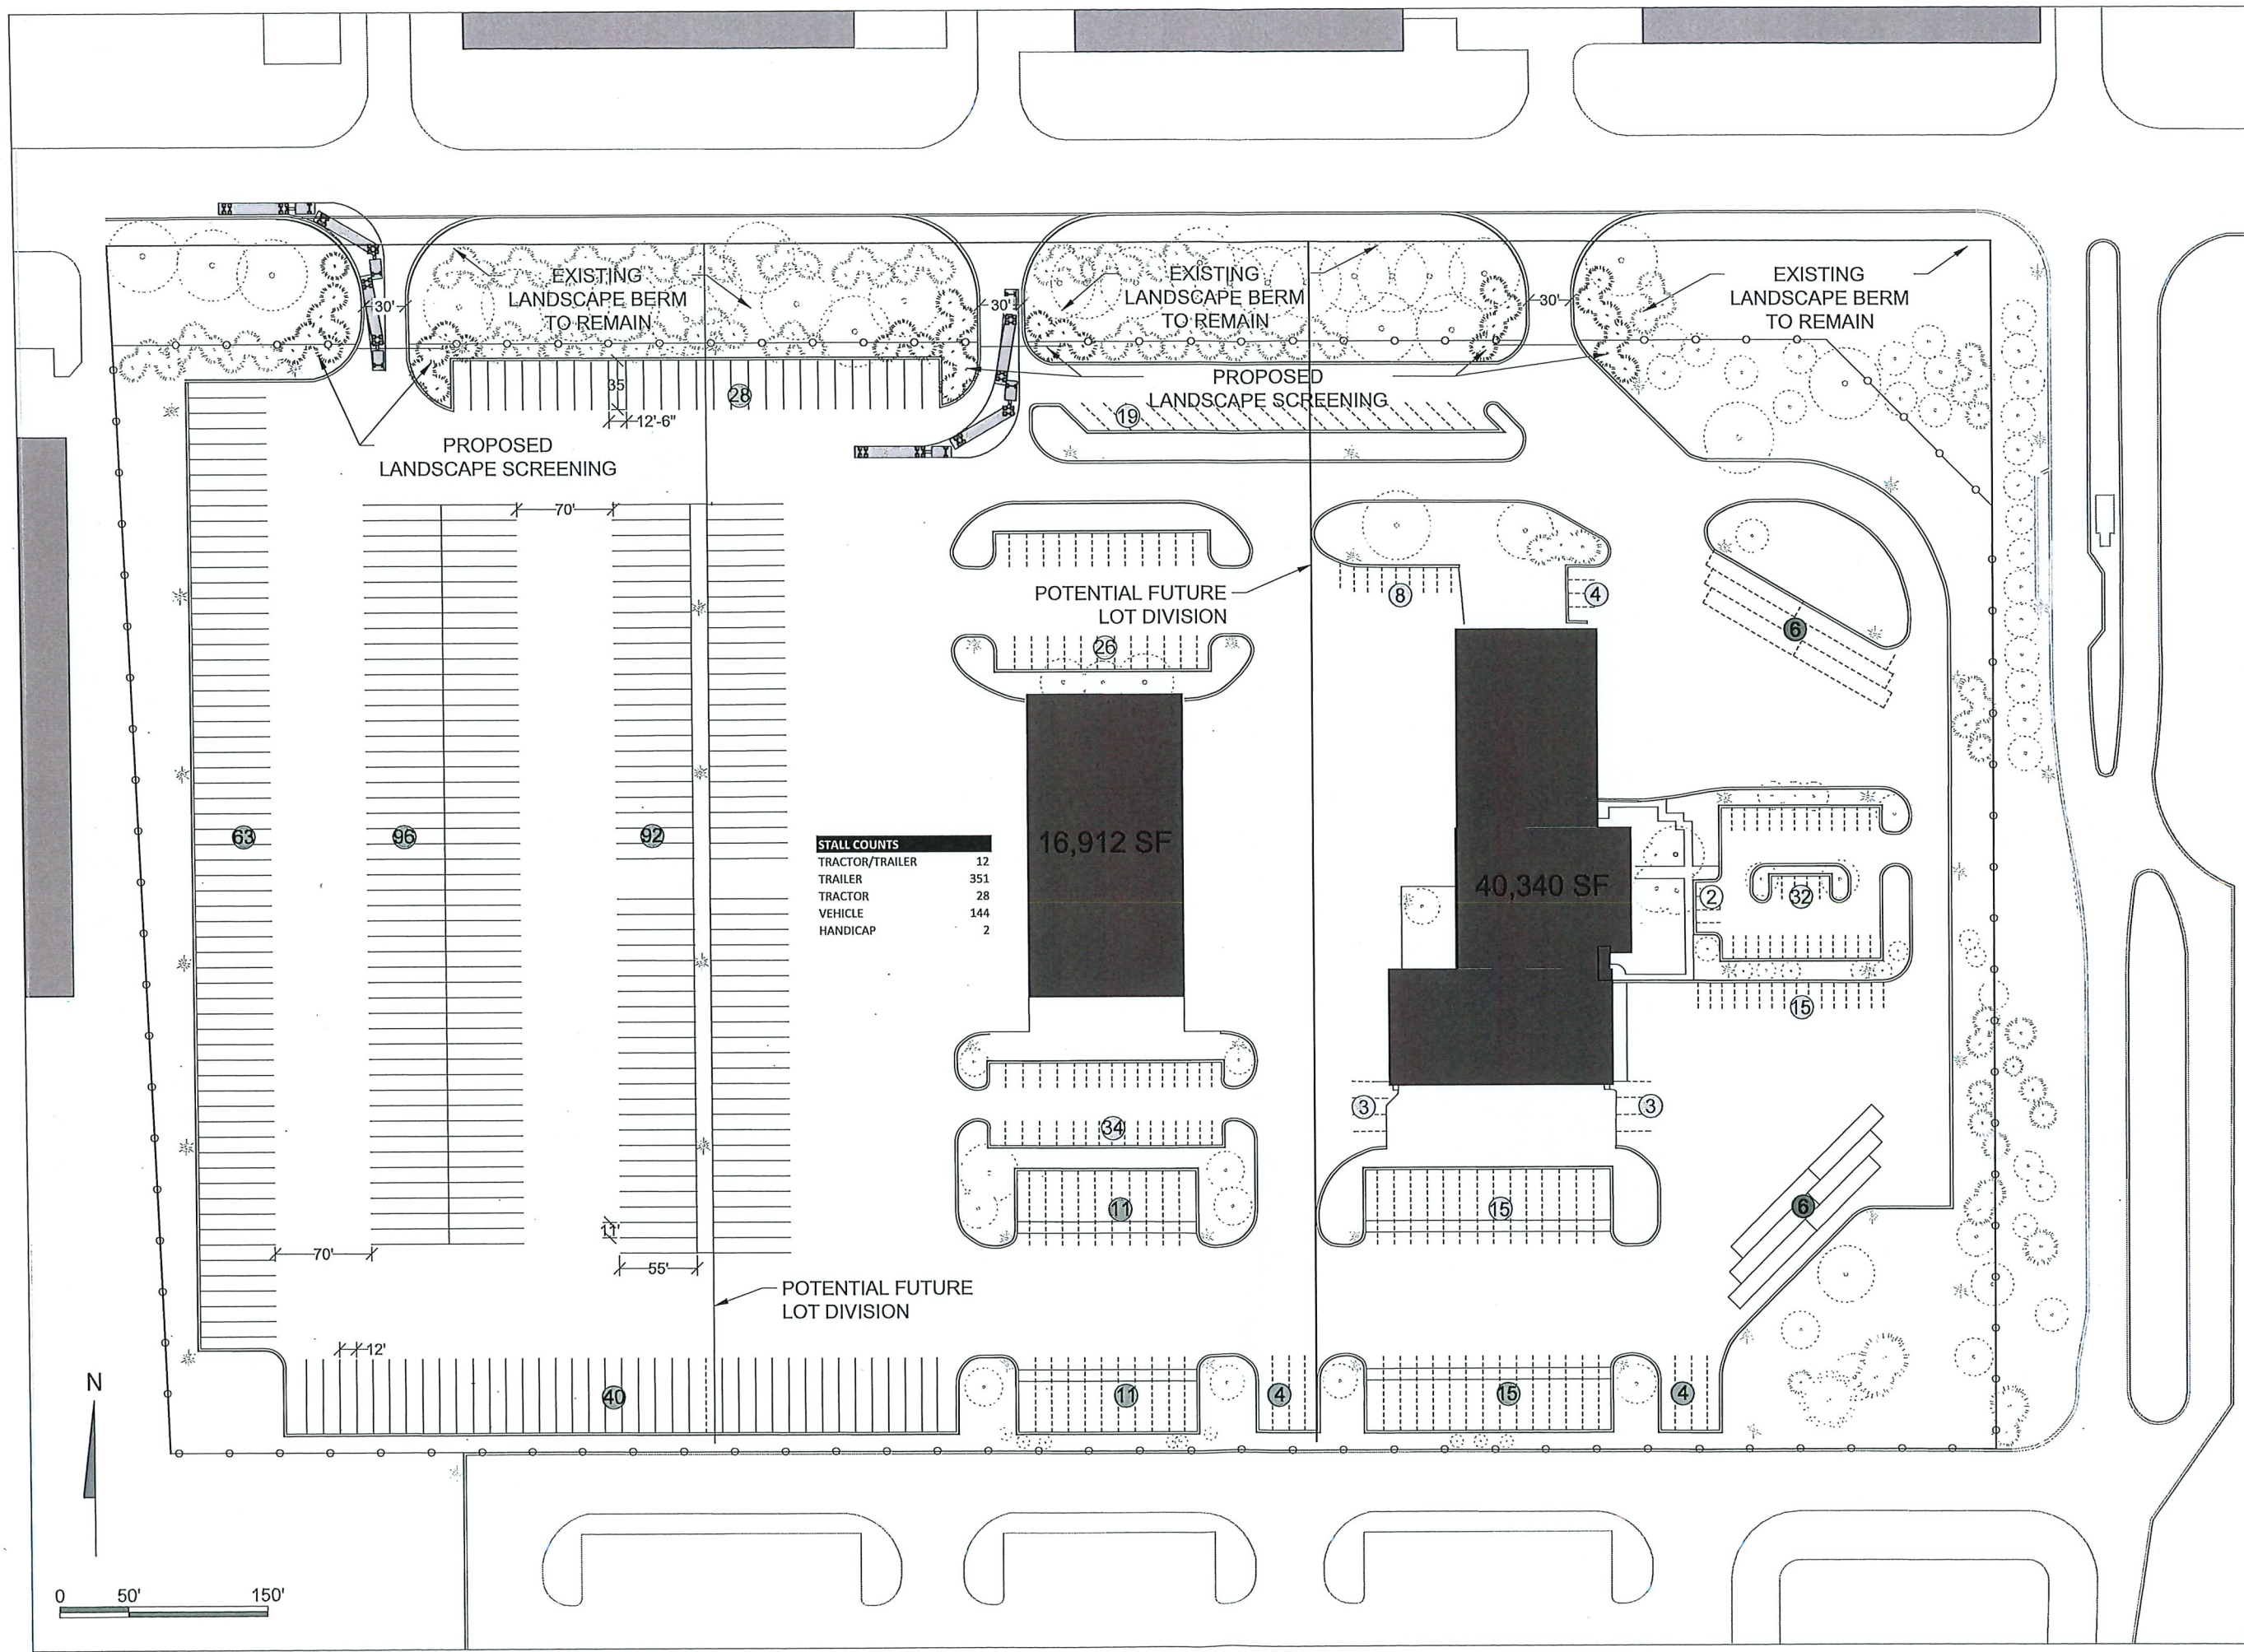 EXISTING
LANDSCAPE BERM
TO REMAIN
EXISTING
LANDSCAPE BERM
TO REMAIN
EXISTING
LANDSCAPE BERM
TO REMAIN
30'
30'
30'
35
28
12'-6"
PROPOSED
LANDSCAPE SCREENING
PROPOSED
LANDSCAPE SCREENING
19
70'
POTENTIAL FUTURE
LOT DIVISION
8
4
6
26
63
96
92
STALL COUNTS
TRACTOR/TRAILER 12
TRAILER 351
TRACTOR 28
VEHICLE 144
HANDICAP 2
16,912 SF
40,340 SF
2
32
15
3
3
34
11
15
6
11'
70'
55'
POTENTIAL FUTURE
LOT DIVISION
12'
40
11
4
15
4
N
0 50' 150'